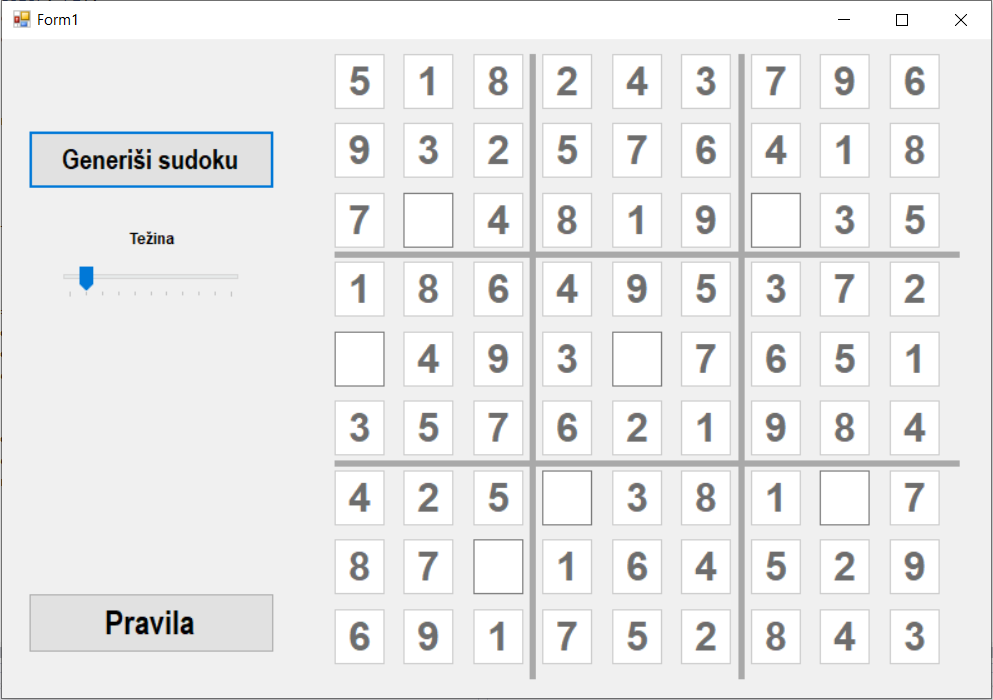 Form1
Generiši sudoku
Težina
Pravila
5 1 8 2 4 3 7 9 6
9 3 2 5 7 6 4 1 8
7 4 8 1 9 3 5
1 8 6 4 9 5 3 7 2
4 9 3 7 6 5 1
3 5 7 6 2 1 9 8 4
4 2 5 3 8 1 7
8 7 1 6 4 5 2 9
6 9 1 7 5 2 8 4 3